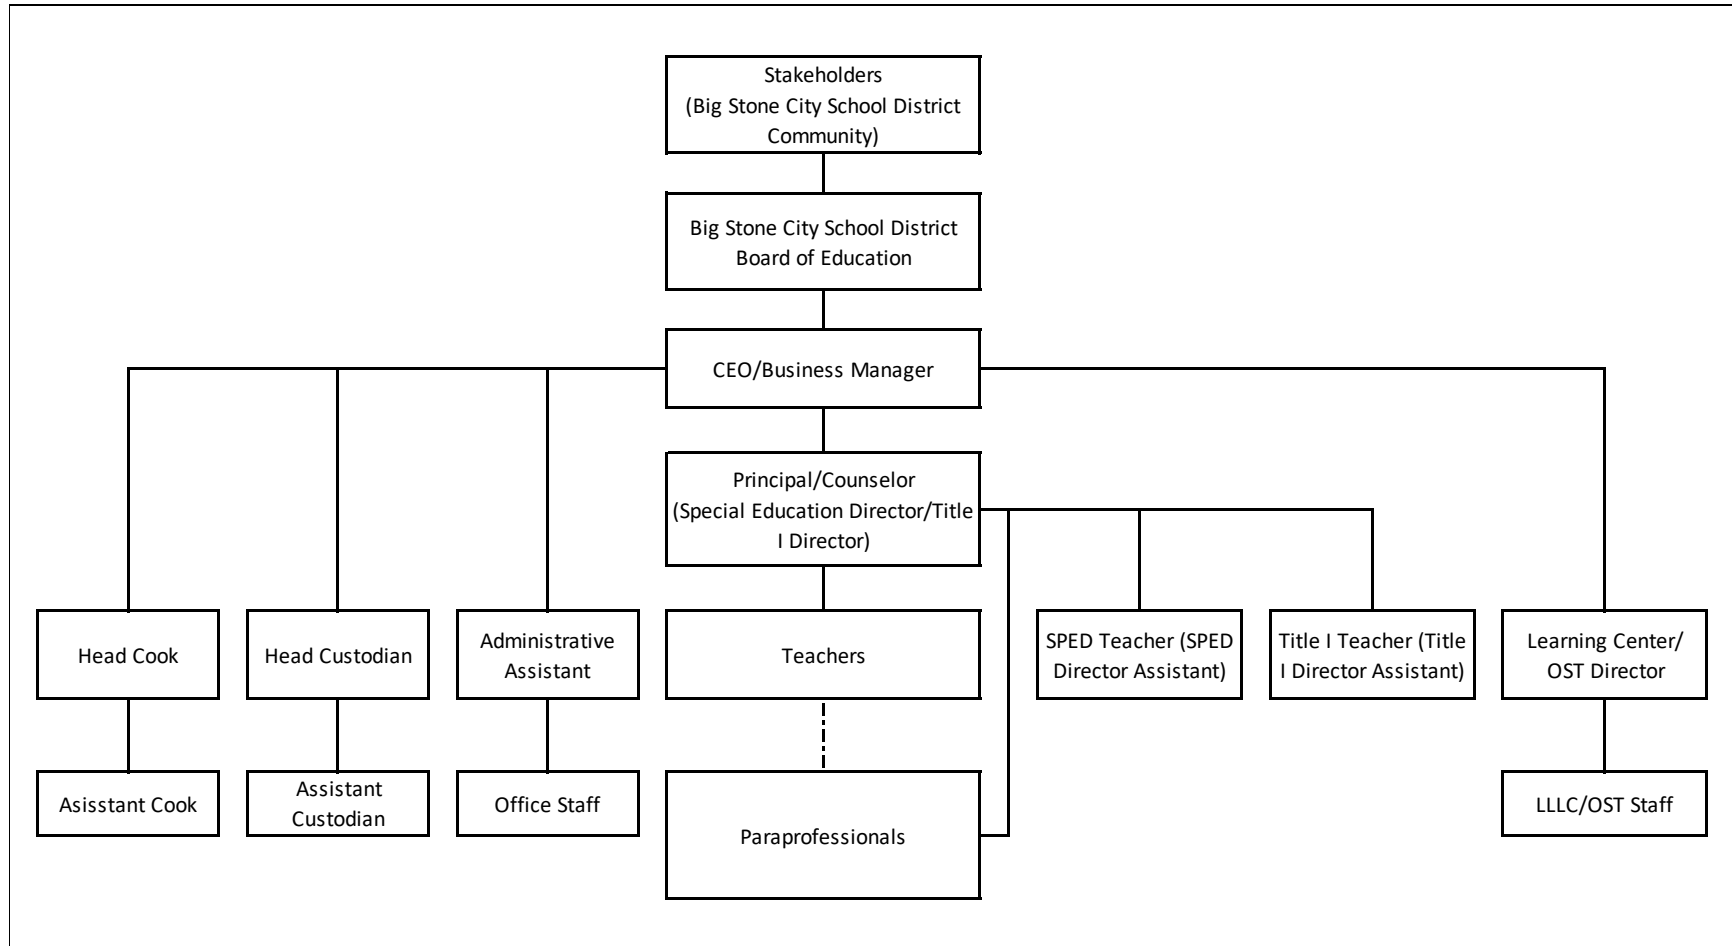 Stakeholders
(Big Stone City School District
Community)
Big Stone City School District
Board of Education
CEO/Business Manager
Principal/Counselor
(Special Education Director/Title
I Director)
Head Cook
Head Custodian
Administrative
Assistant
Teachers
SPED Teacher (SPED
Director Assistant)
Title I Teacher (Title
I Director Assistant)
Learning Center/
OST Director
Asisstant Cook
Assistant
Custodian
Office Staff
Paraprofessionals
LLLC/OST Staff